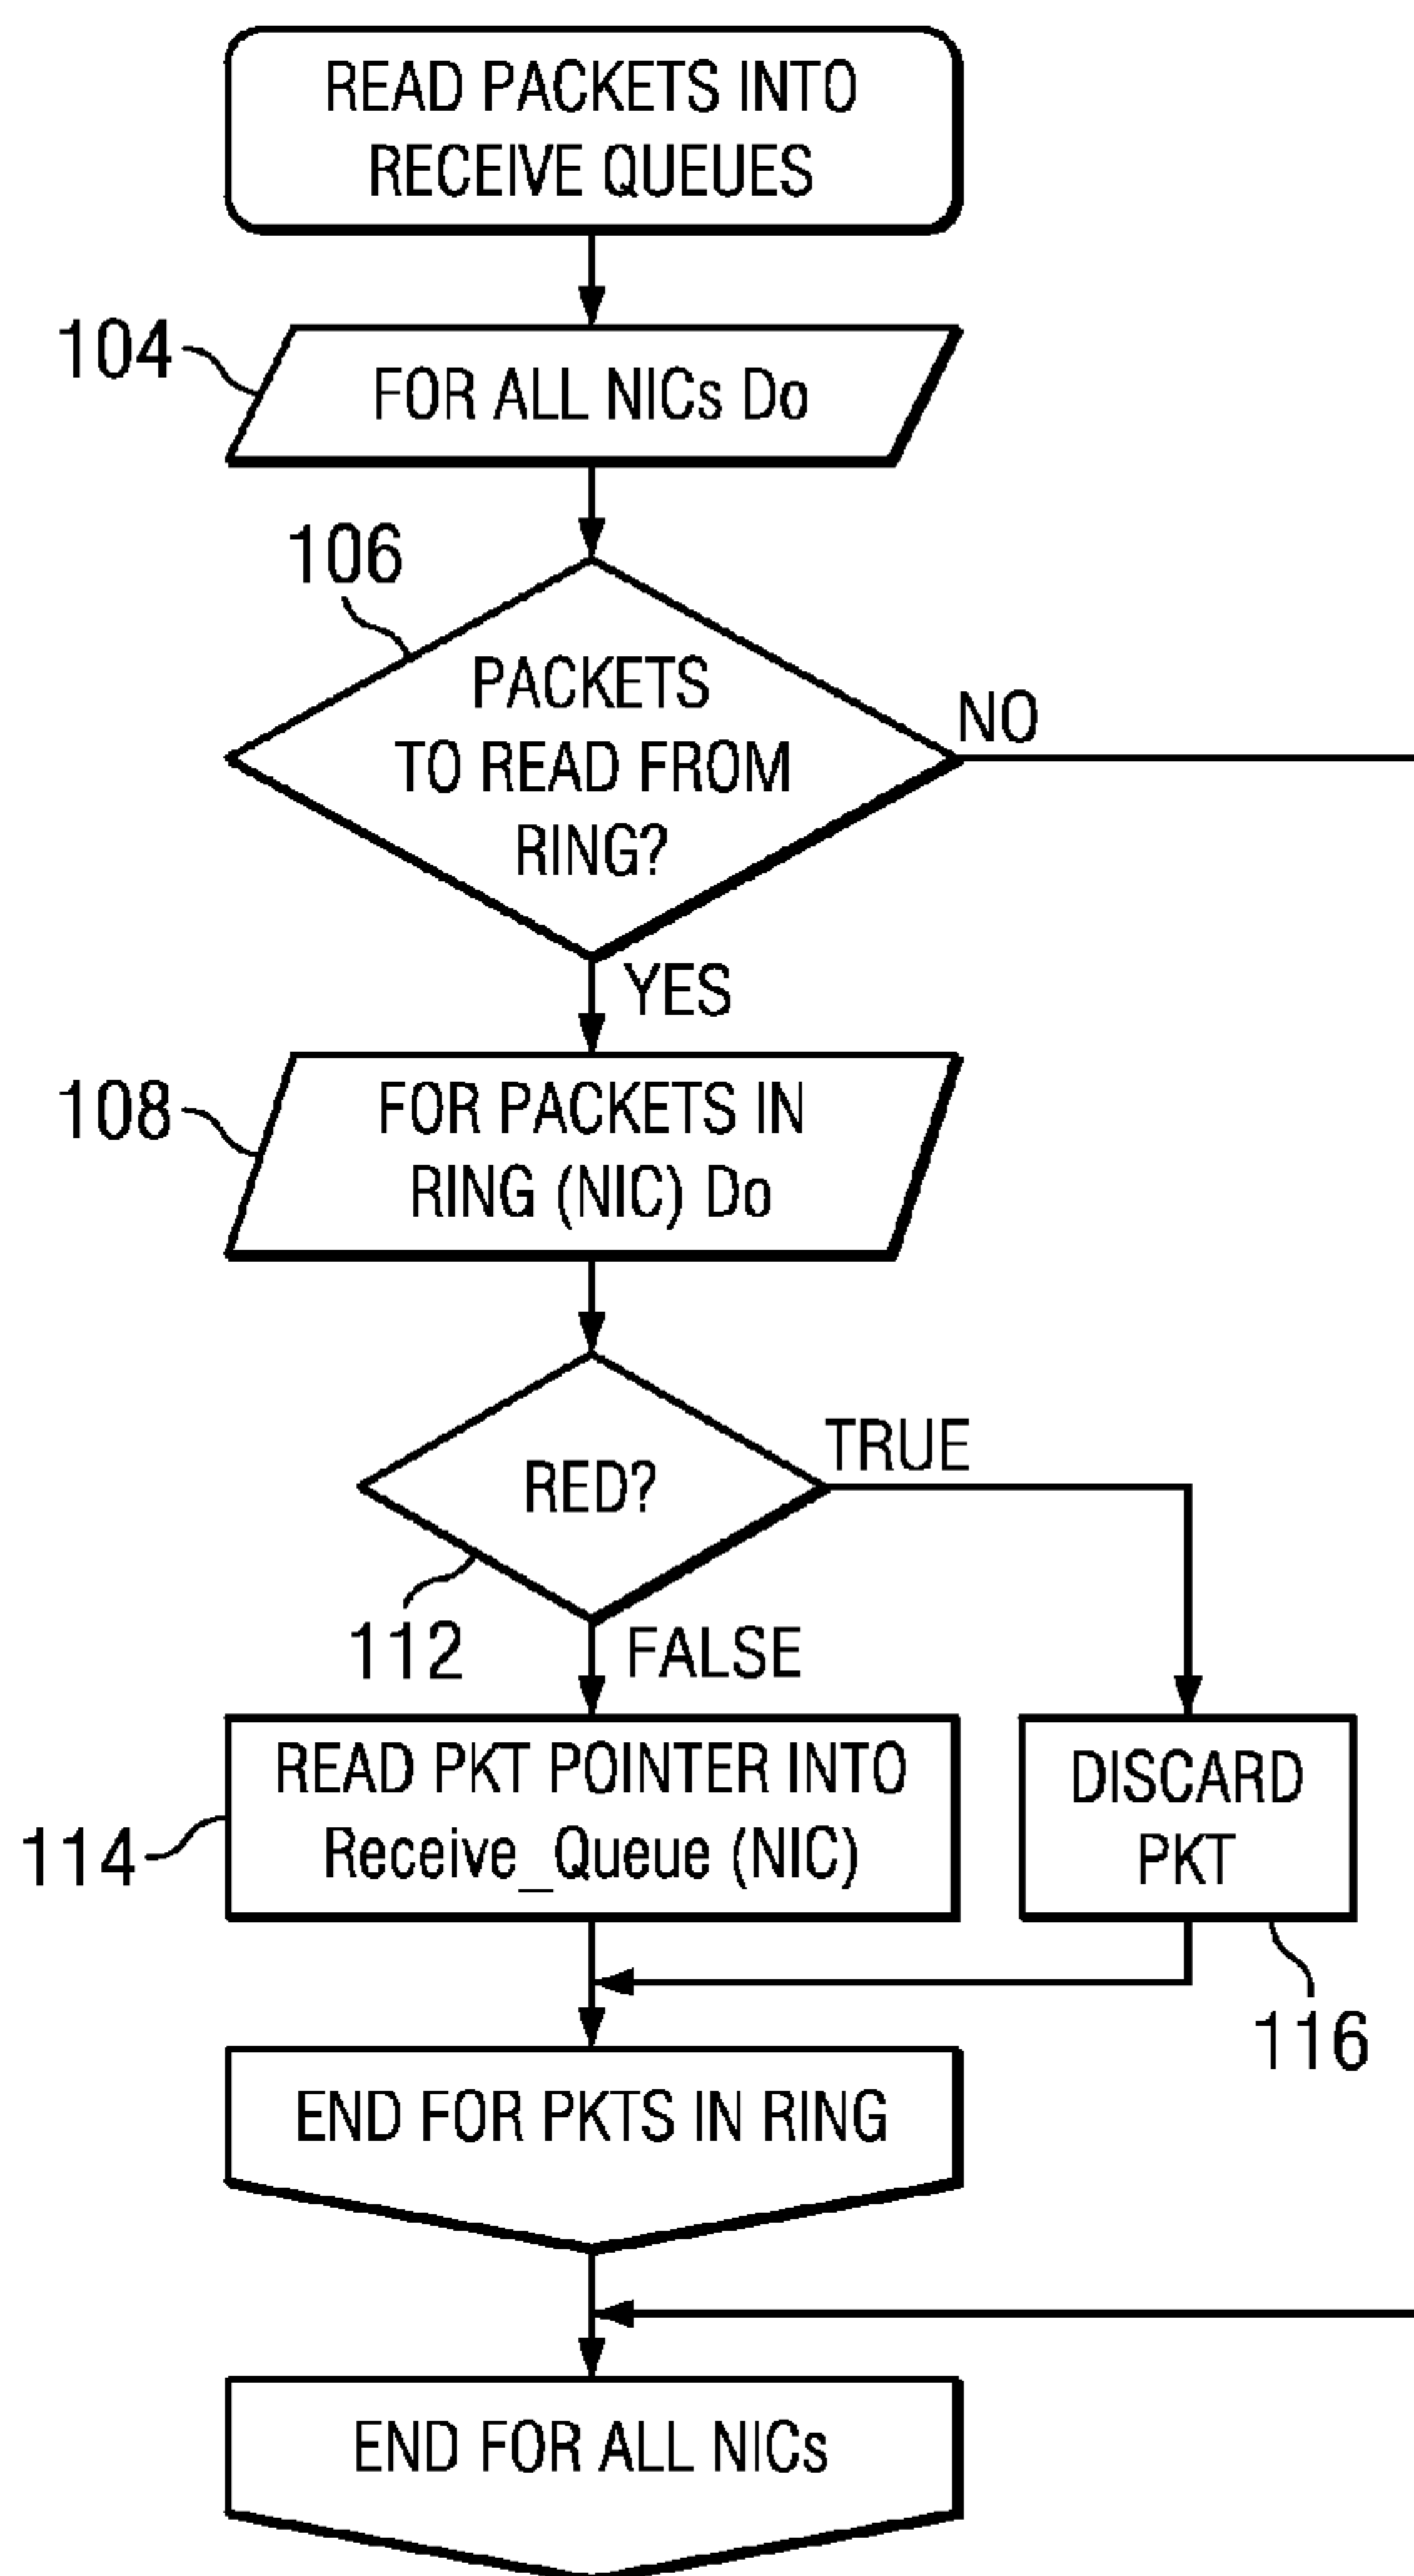 READ PACKETS INTO
RECEIVE QUEUES
104
FOR ALL NICs Do
106
PACKETS
TO READ FROM
RING?
NO
YES
108
FOR PACKETS IN
RING (NIC) Do
RED?
TRUE
112
FALSE
READ PKT POINTER INTO
Receive_Queue (NIC)
114
DISCARD
PKT
116
END FOR PKTS IN RING
END FOR ALL NICs